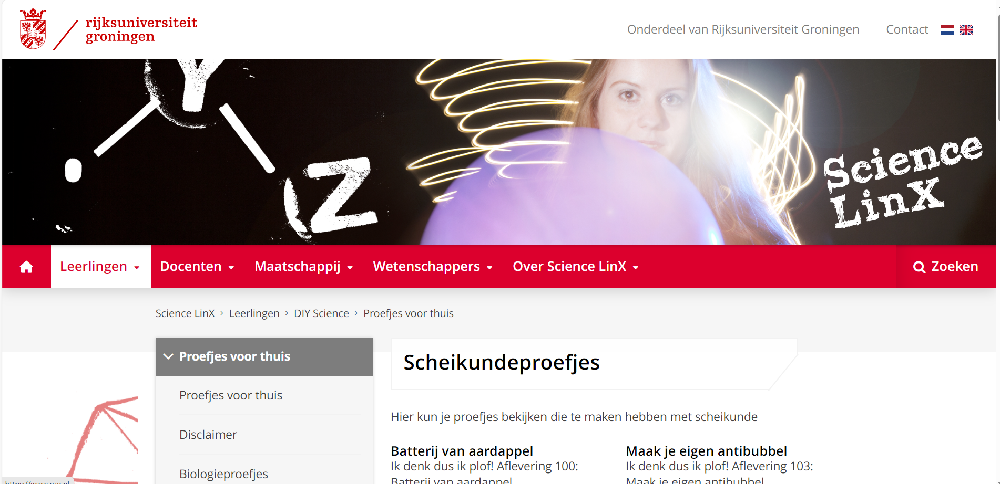 rijksuniversiteit
groningen
Onderdeel van Rijksuniversiteit Groningen Contact
Y
Z
Science
LinX
Leerlingen Docenten Maatschappij Wetenschappers Over Science LinX Zoeken
Science LinX › Leerlingen › DIY Science › Proefjes voor thuis
Proefjes voor thuis
Proefjes voor thuis
Disclaimer
Biologieproefjes
Scheikundeproefjes
Hier kun je proefjes bekijken die te maken hebben met scheikunde
Batterij van aardappel
Ik denk dus ik plof! Aflevering 100:
Batterij van aardappel
Maak je eigen antibubbel
Ik denk dus ik plof! Aflevering 103:
Maak je eigen antibubbel
https://www.rug.nl